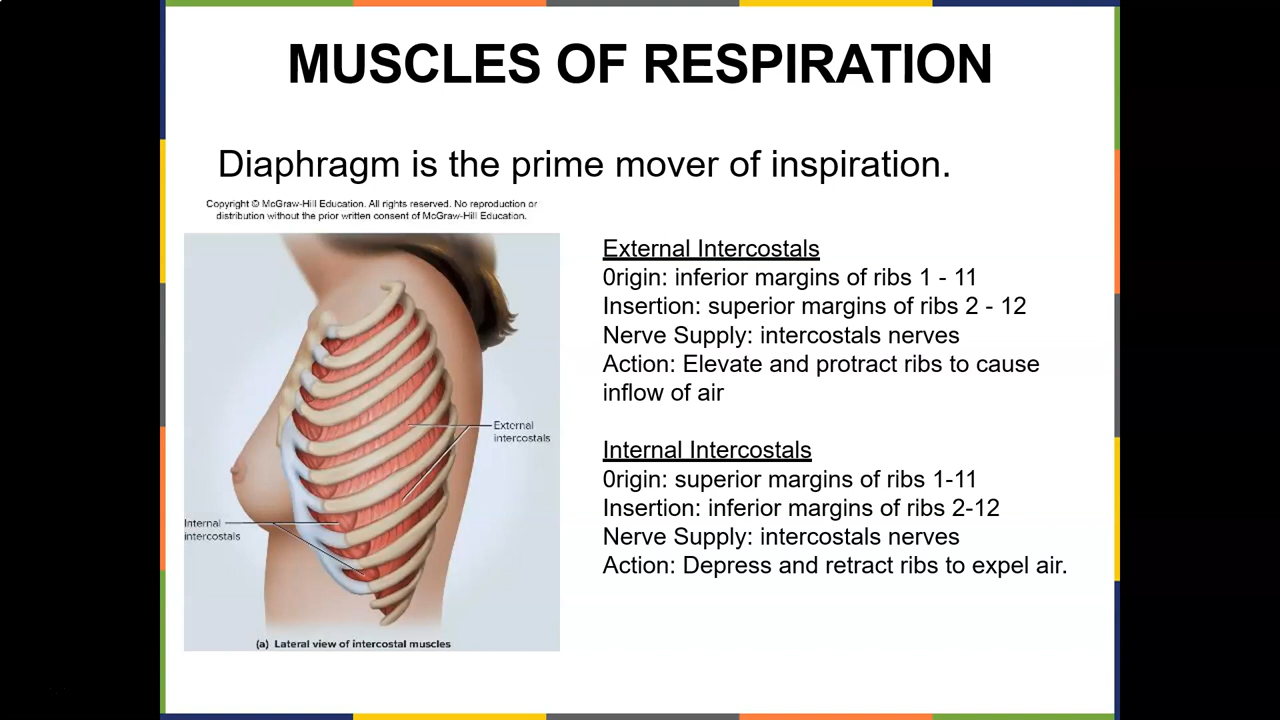 MUSCLES OF RESPIRATION
Diaphragm is the prime mover of inspiration.
Copyright © McGraw-Hill Education. All rights reserved. No reproduction or
distribution without the prior written consent of McGraw-Hill Education.
External
intercostals
Internal
intercostals
(a) Lateral view of intercostal muscles
External Intercostals
0rigin: inferior margins of ribs 1 - 11
Insertion: superior margins of ribs 2 - 12
Nerve Supply: intercostals nerves
Action: Elevate and protract ribs to cause
inflow of air
Internal Intercostals
0rigin: superior margins of ribs 1-11
Insertion: inferior margins of ribs 2-12
Nerve Supply: intercostals nerves
Action: Depress and retract ribs to expel air.